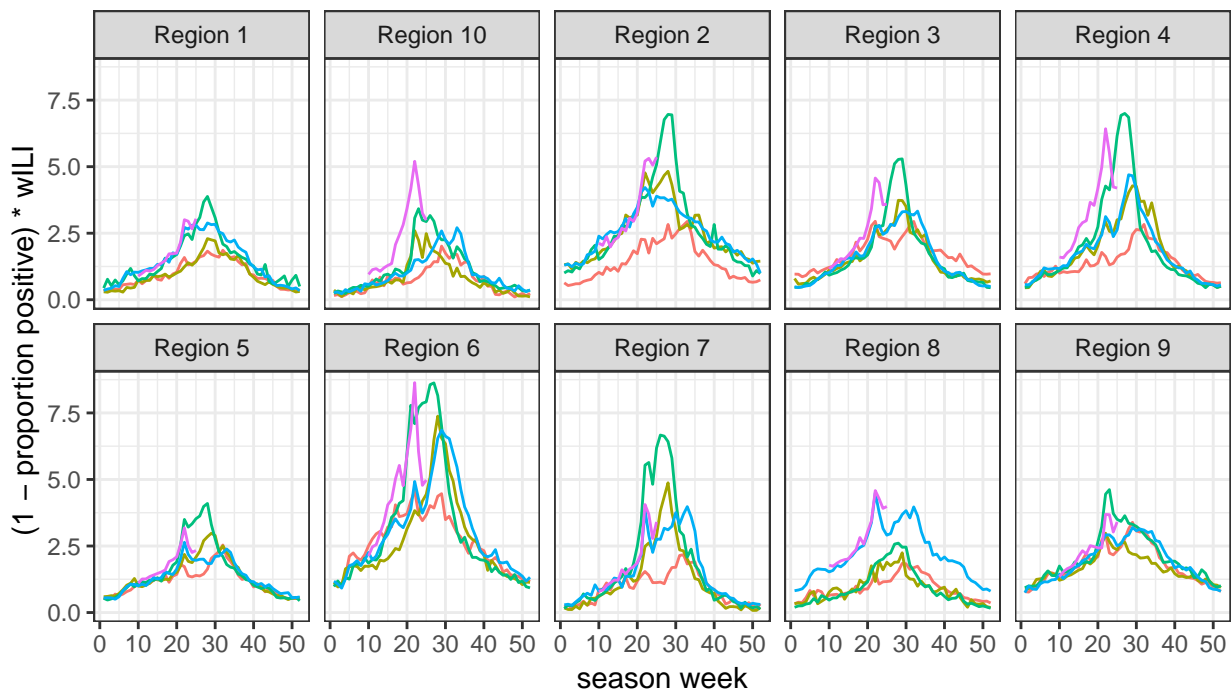 Region 1 Region 10 Region 2 Region 3 Region 4
7.5
5.0
2.5
0.0
Region 5 Region 6 Region 7 Region 8 Region 9
7.5
5.0
2.5
0.0
0 10 20 30 40 50 0 10 20 30 40 50 0 10 20 30 40 50 0 10 20 30 40 50 0 10 20 30 40 50
season week
(1 − proportion positive) * wILI